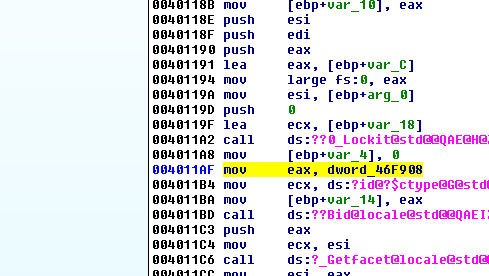 0040118B mov [ebp+var_10], eax
0040118E push esi
0040118F push edi
00401190 push eax
00401191 lea eax, [ebp+var_C]
00401194 mov large fs:0, eax
0040119A mov esi, [ebp+arg_0]
0040119D push 0
0040119F lea ecx, [ebp+var_18]
004011A2 call ds:??0_Lockit@std@@QAE@H@Z
004011A8 mov [ebp+var_4], 0
004011AF mov eax, dword_46F908
004011B4 mov ecx, ds:?id@?$ctype@G@std@
004011BA mov [ebp+var_14], eax
004011BD call ds:??Bid@locale@std@@QAEI
004011C3 push eax
004011C4 mov ecx, esi
004011C6 call ds:?_Getfacet@locale@std@
004011CC mov esi, eax